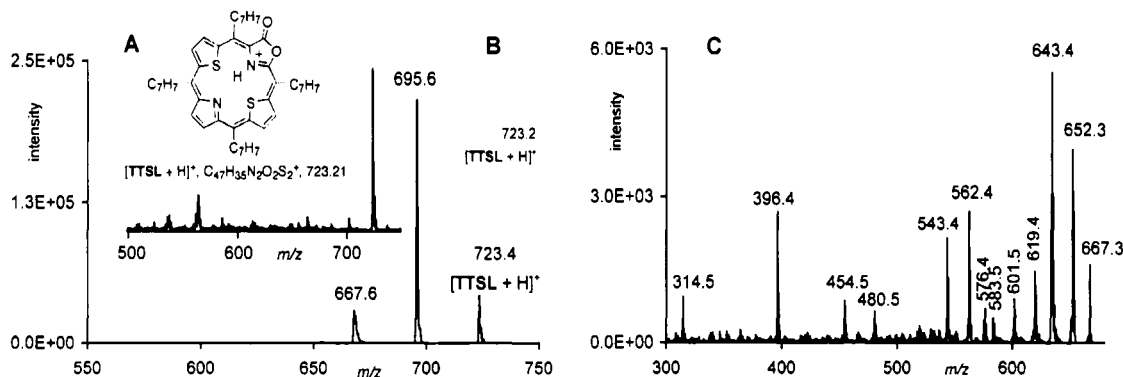 A
B
C
C7H7
O
O
N
+
H
S
C7H7
C7H7
N
S
C7H7
[TTSL + H]+, C47H35N2O2S2+, 723.21
500
600
m/z
700
2.5E+05
1.3E+05
0.0E+00
intensity
695.6
723.2
[TTSL + H]+
723.4
[TTSL + H]+
667.6
550
600
650
m/z
700
750
6.0E+03
3.0E+03
0.0E+00
intensity
314.5
396.4
454.5
480.5
543.4
562.4
576.4
583.5
601.5
619.4
643.4
652.3
667.3
300
400
500
m/z
600